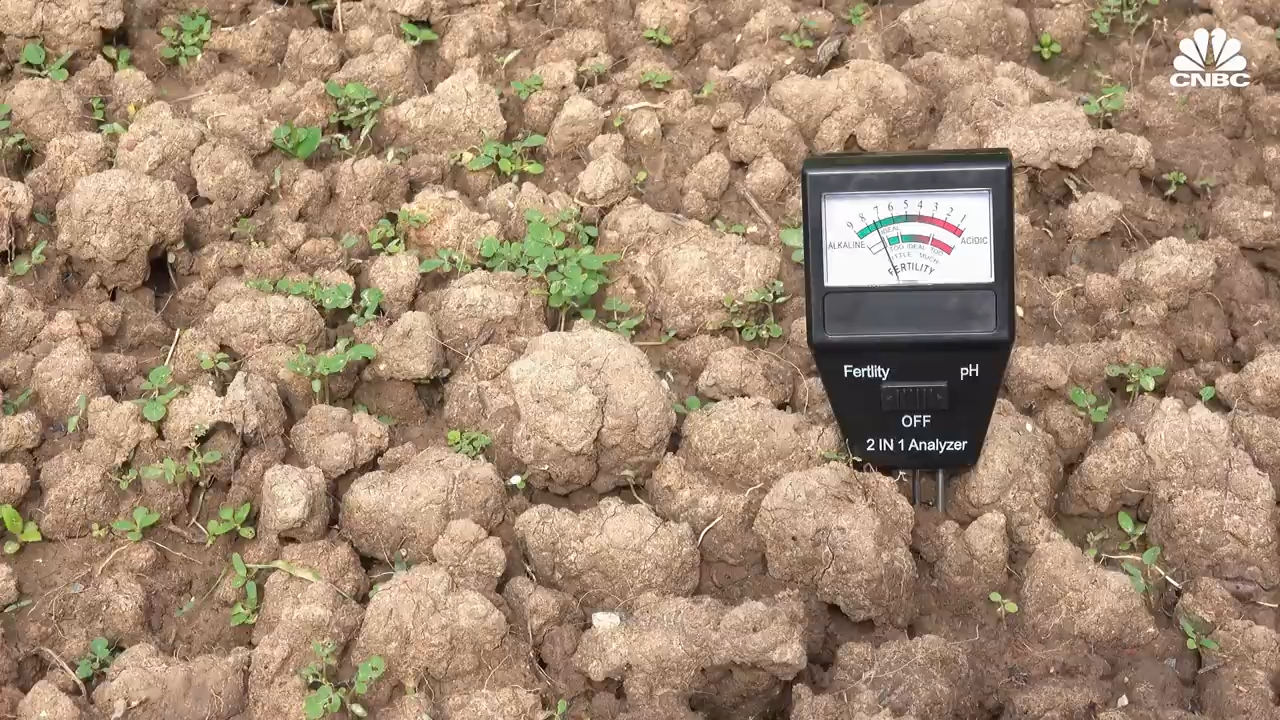 CNBC
9 8 7 6 5 4 3 2 1
IDEAL
ALKALINE ACIDIC
TOO IDEAL TOO
LITTLE MUCH
FERTILITY
Fertlity pH
OFF
2 IN 1 Analyzer